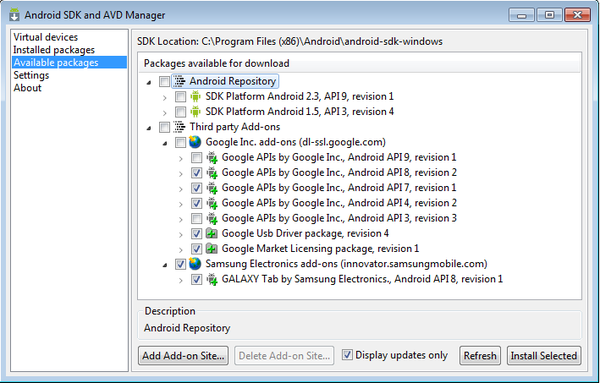 Android SDK and AVD Manager
Virtual devices
Installed packages
Available packages
Settings
About
SDK Location: C:\Program Files (x86)\Android\android-sdk-windows
Packages available for download
Android Repository
SDK Platform Android 2.3, API 9, revision 1
SDK Platform Android 1.5, API 3, revision 4
Third party Add-ons
Google Inc. add-ons (dl-ssl.google.com)
Google APIs by Google Inc., Android API 9, revision 1
Google APIs by Google Inc., Android API 8, revision 2
Google APIs by Google Inc., Android API 7, revision 1
Google APIs by Google Inc., Android API 4, revision 2
Google APIs by Google Inc., Android API 3, revision 3
Google Usb Driver package, revision 4
Google Market Licensing package, revision 1
Samsung Electronics add-ons (innovator.samsungmobile.com)
GALAXY Tab by Samsung Electronics., Android API 8, revision 1
Description
Android Repository
Add Add-on Site... Delete Add-on Site... Display updates only Refresh Install Selected